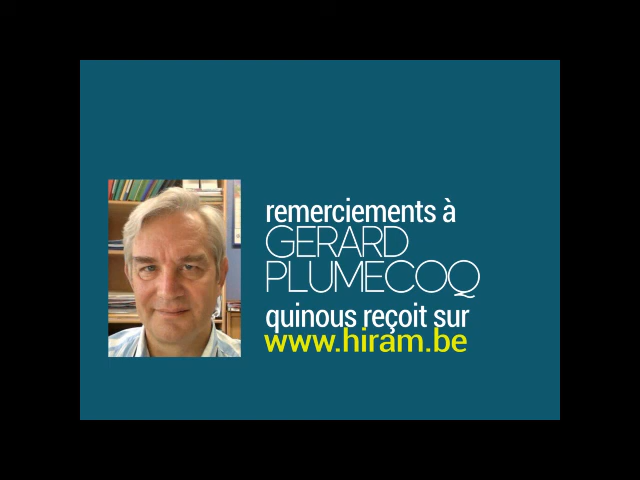 remerciements à
GERARD
PLUMECOQ
quinous reçoit sur
www.hiram.be